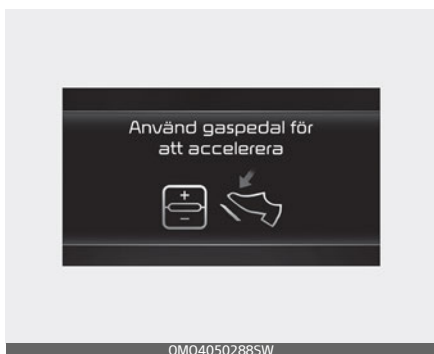 Använd gaspedal för
att accelerera
+
−
OMQ4050288SW